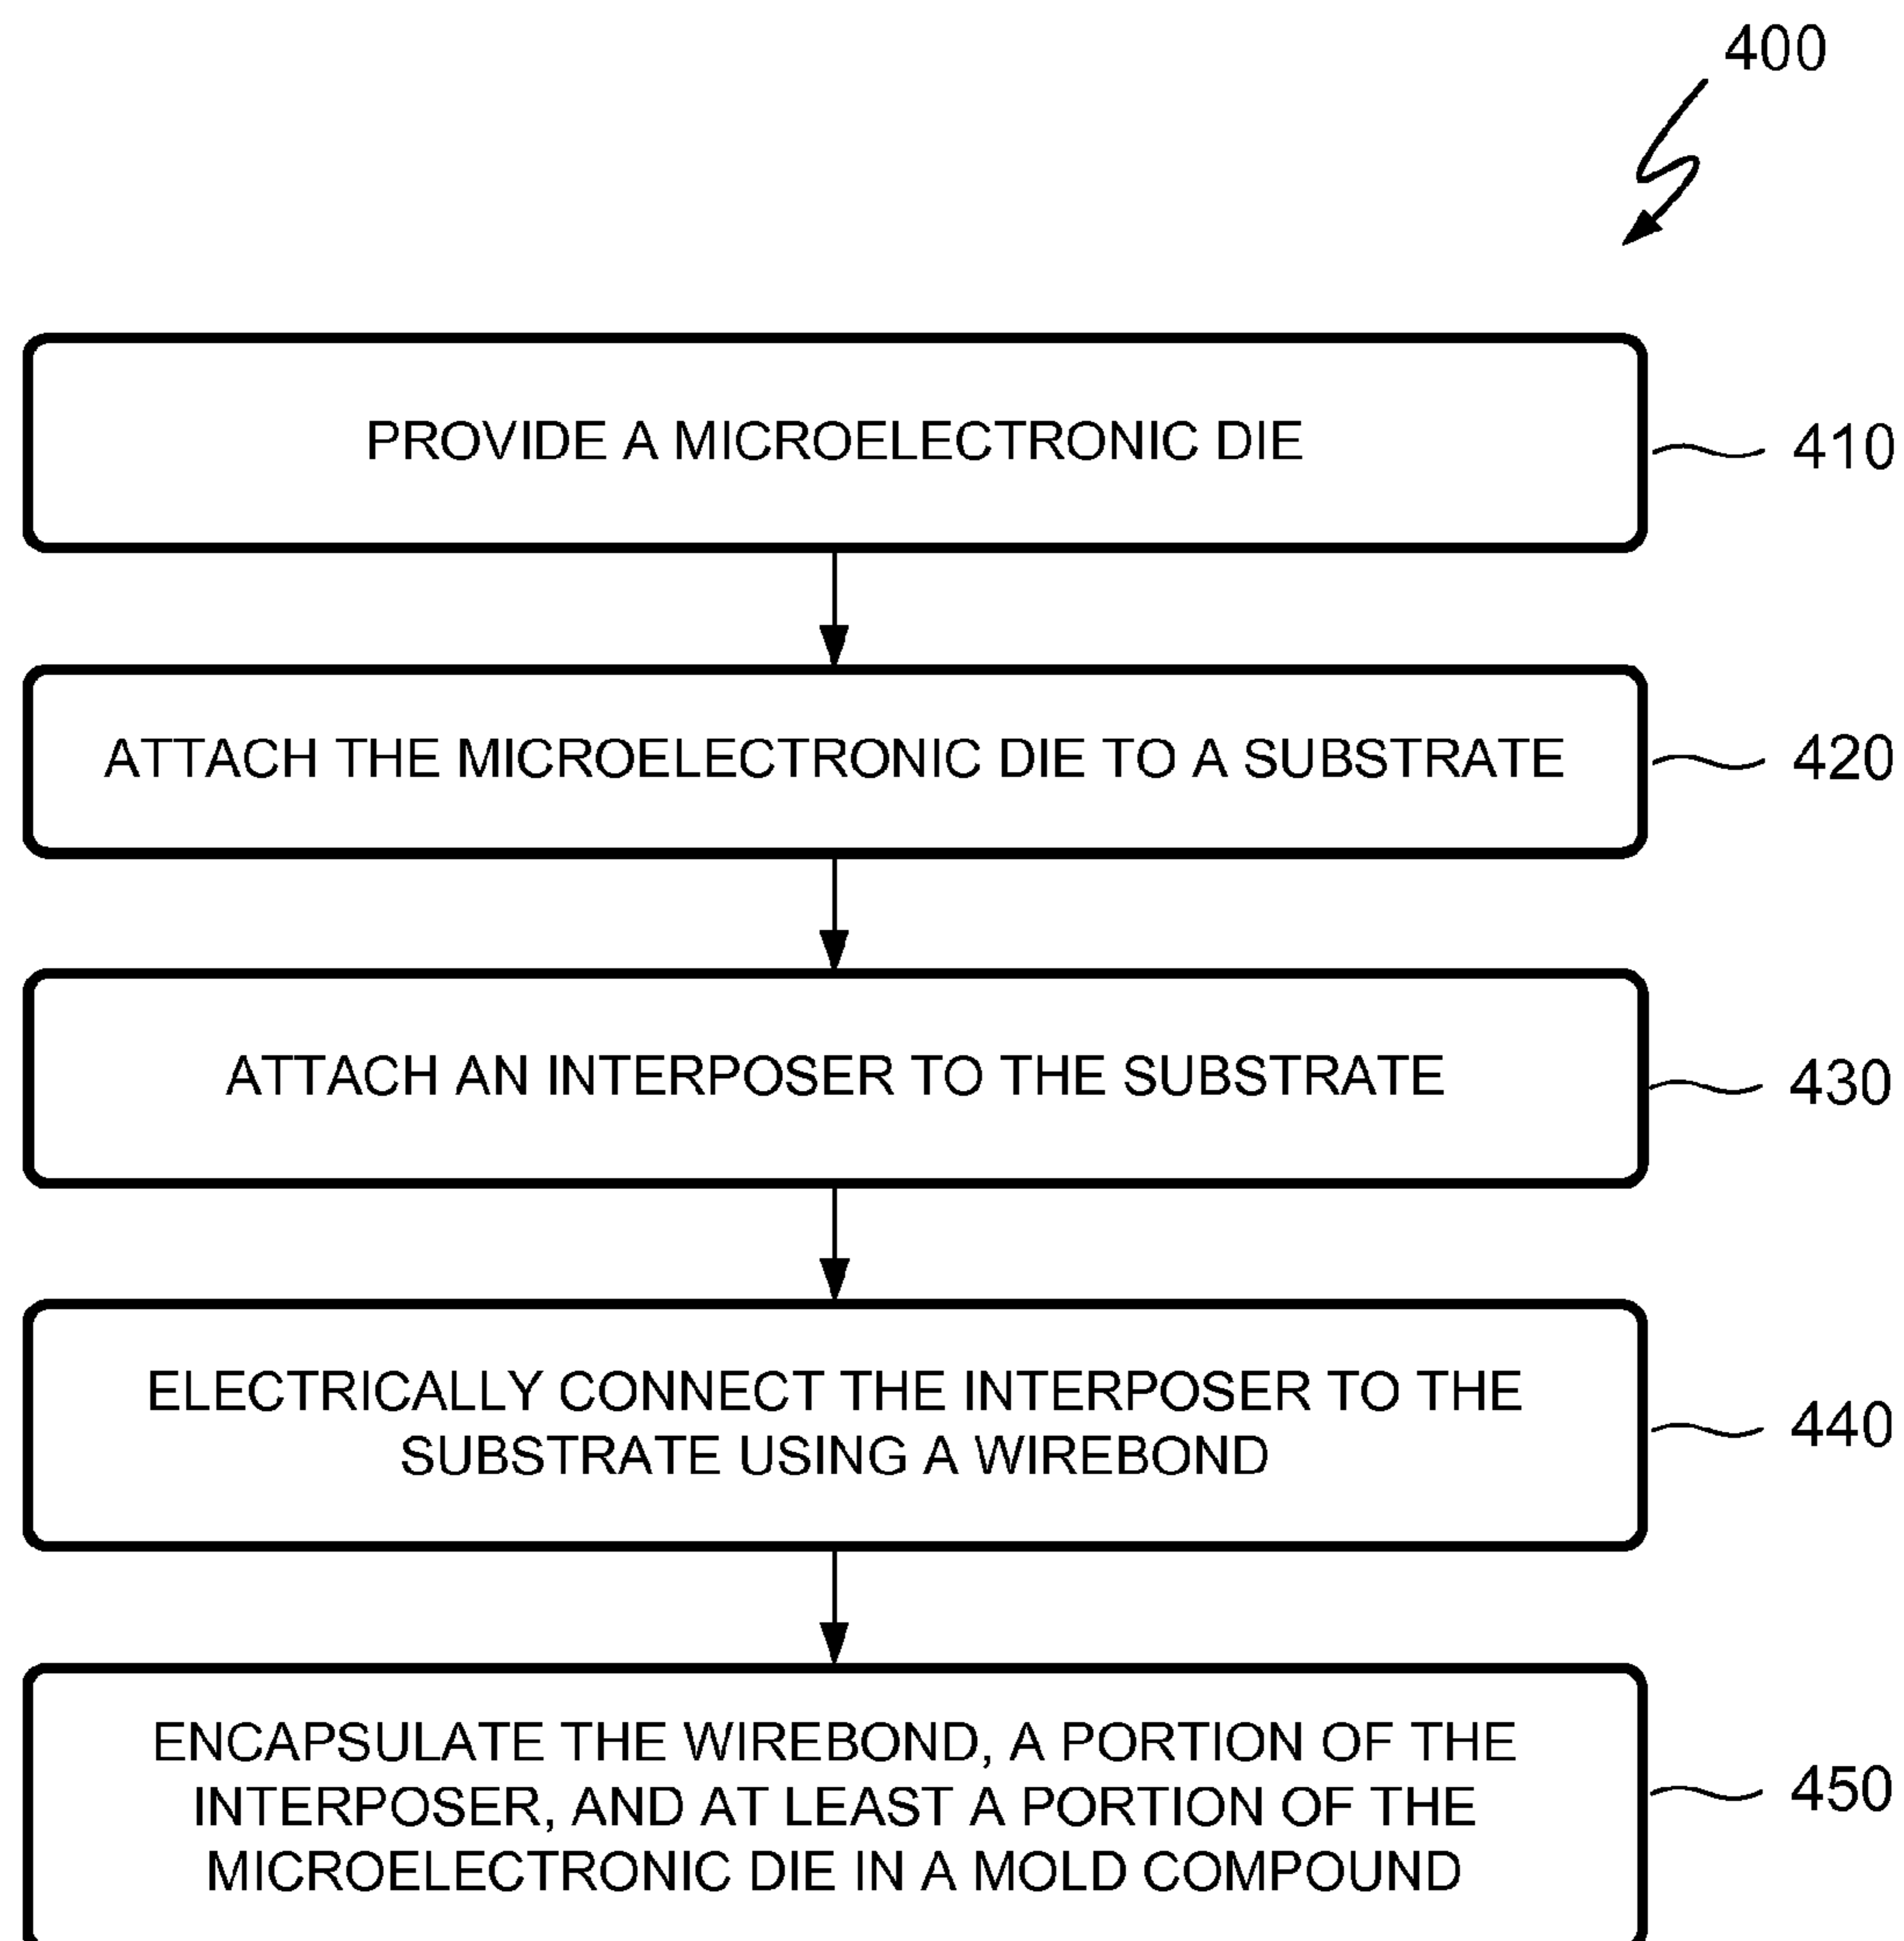 400
PROVIDE A MICROELECTRONIC DIE
410
ATTACH THE MICROELECTRONIC DIE TO A SUBSTRATE
420
ATTACH AN INTERPOSER TO THE SUBSTRATE
430
ELECTRICALLY CONNECT THE INTERPOSER TO THE
SUBSTRATE USING A WIREBOND
440
ENCAPSULATE THE WIREBOND, A PORTION OF THE
INTERPOSER, AND AT LEAST A PORTION OF THE
MICROELECTRONIC DIE IN A MOLD COMPOUND
450